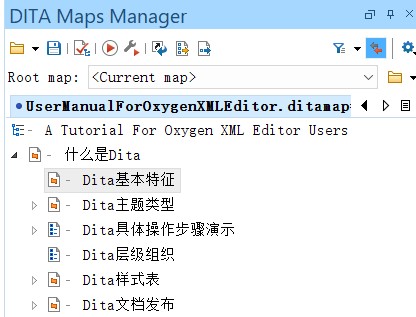 DITA Maps Manager
Root map: <Current map>
UserManualForOxygenXMLEditor.ditamap
A Tutorial For Oxygen XML Editor Users
什么是Dita
Dita基本特征
Dita主题类型
Dita具体操作步骤演示
Dita层级组织
Dita样式表
Dita文档发布